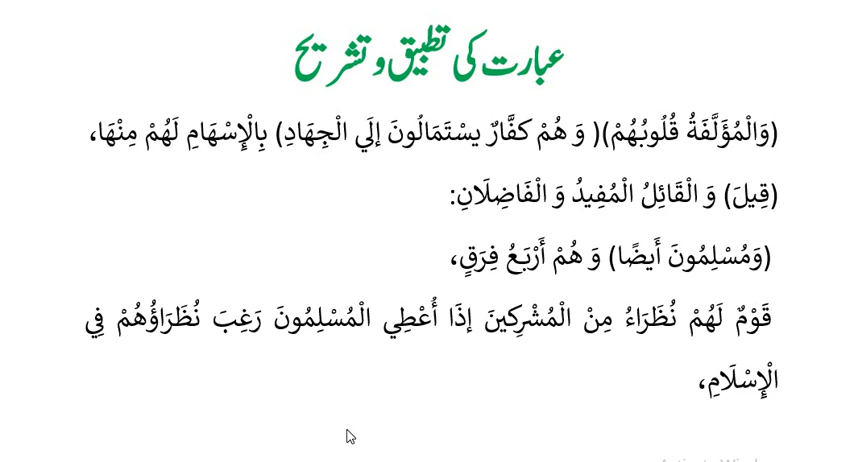 عبارت کی تطبیق و تشریح
(وَالْمُؤَلَّفَةُ قُلُوبُهُمْ)( وَ هُمْ كفَّارٌ يسْتَمَالُونَ إلَي الْجِهَادِ) بِالْإِسْهَامِ لَهُمْ مِنْهَا،
(قِيلَ) وَ الْقَائِلُ الْمُفِيدُ وَ الْفَاضِلَانِ:
(وَمُسْلِمُونَ أَيضًا) وَ هُمْ أَرْبَعُ فِرَقٍ،
قَوْمٌ لَهُمْ نُظَرَاءُ مِنْ الْمُشْرِكينَ إذَا أُعْطِي الْمُسْلِمُونَ رَغِبَ نُظَرَاؤُهُمْ فِي
الْإِسْلَامِ،